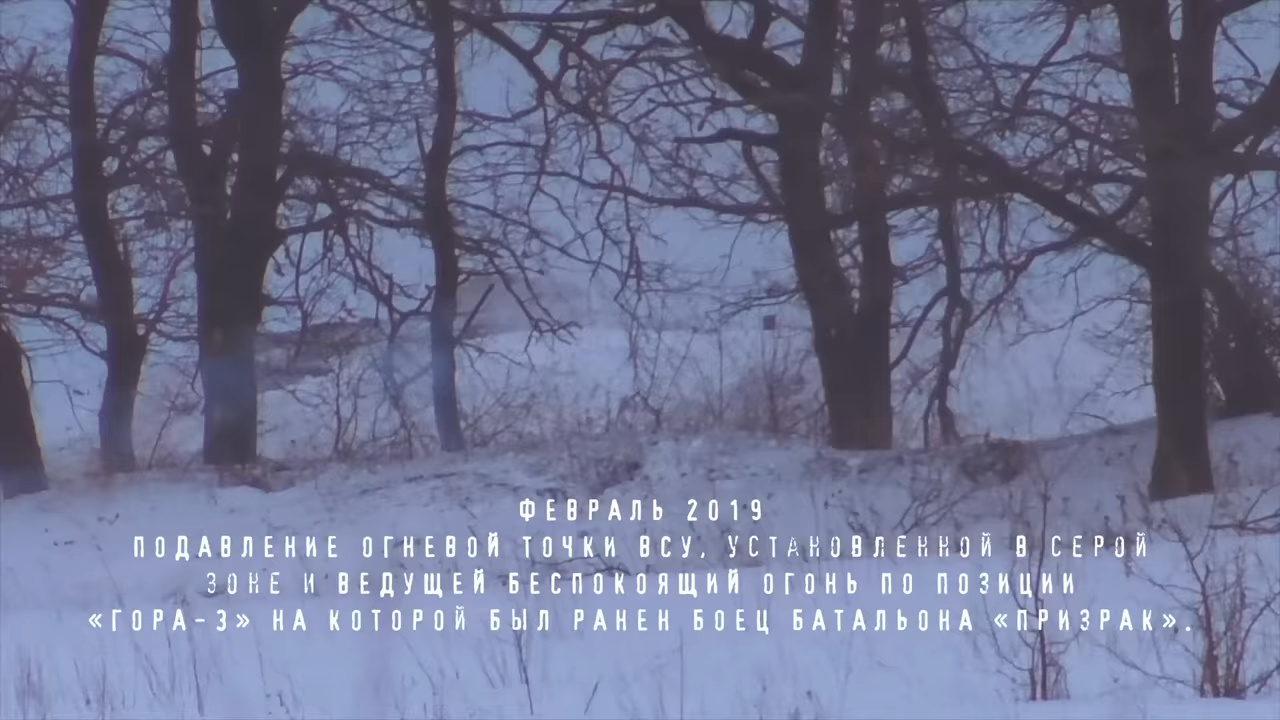 ФЕВРАЛЬ 2019
ПОДАВЛЕНИЕ ОГНЕВОЙ ТОЧКИ ВСУ, УСТАНОВЛЕННОЙ В СЕРОЙ
ЗОНЕ И ВЕДУЩЕЙ БЕСПОКОЯЩИЙ ОГОНЬ ПО ПОЗИЦИИ
«ГОРА-3» НА КОТОРОЙ БЫЛ РАНЕН БОЕЦ БАТАЛЬОНА «ПРИЗРАК».